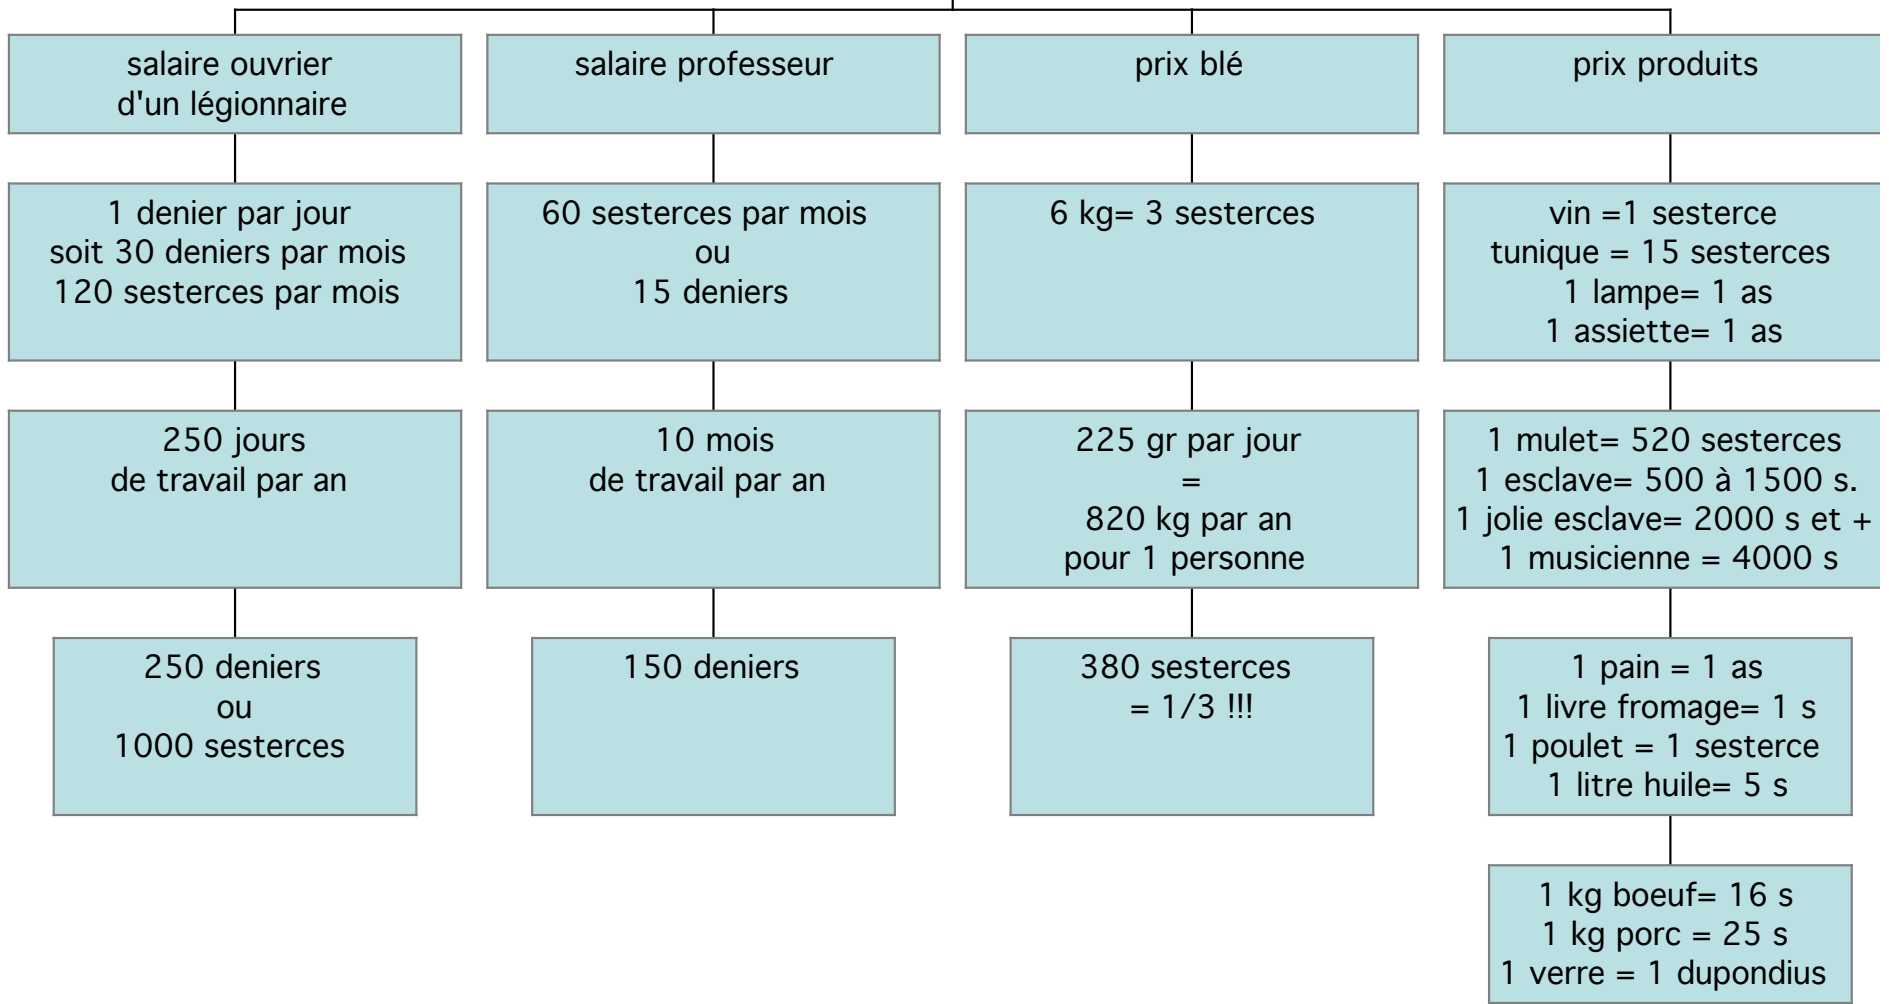 salaire ouvrier
d'un légionnaire
1 denier par jour
soit 30 deniers par mois
120 sesterces par mois
250 jours
de travail par an
250 deniers
ou
1000 sesterces
salaire professeur
60 sesterces par mois
ou
15 deniers
10 mois
de travail par an
150 deniers
prix blé
6 kg= 3 sesterces
225 gr par jour
=
820 kg par an
pour 1 personne
380 sesterces
= 1/3 !!!
prix produits
vin =1 sesterce
tunique = 15 sesterces
1 lampe= 1 as
1 assiette= 1 as
1 mulet= 520 sesterces
1 esclave= 500 à 1500 s.
1 jolie esclave= 2000 s et +
1 musicienne = 4000 s
1 pain = 1 as
1 livre fromage= 1 s
1 poulet = 1 sesterce
1 litre huile= 5 s
1 kg boeuf= 16 s
1 kg porc = 25 s
1 verre = 1 dupondius